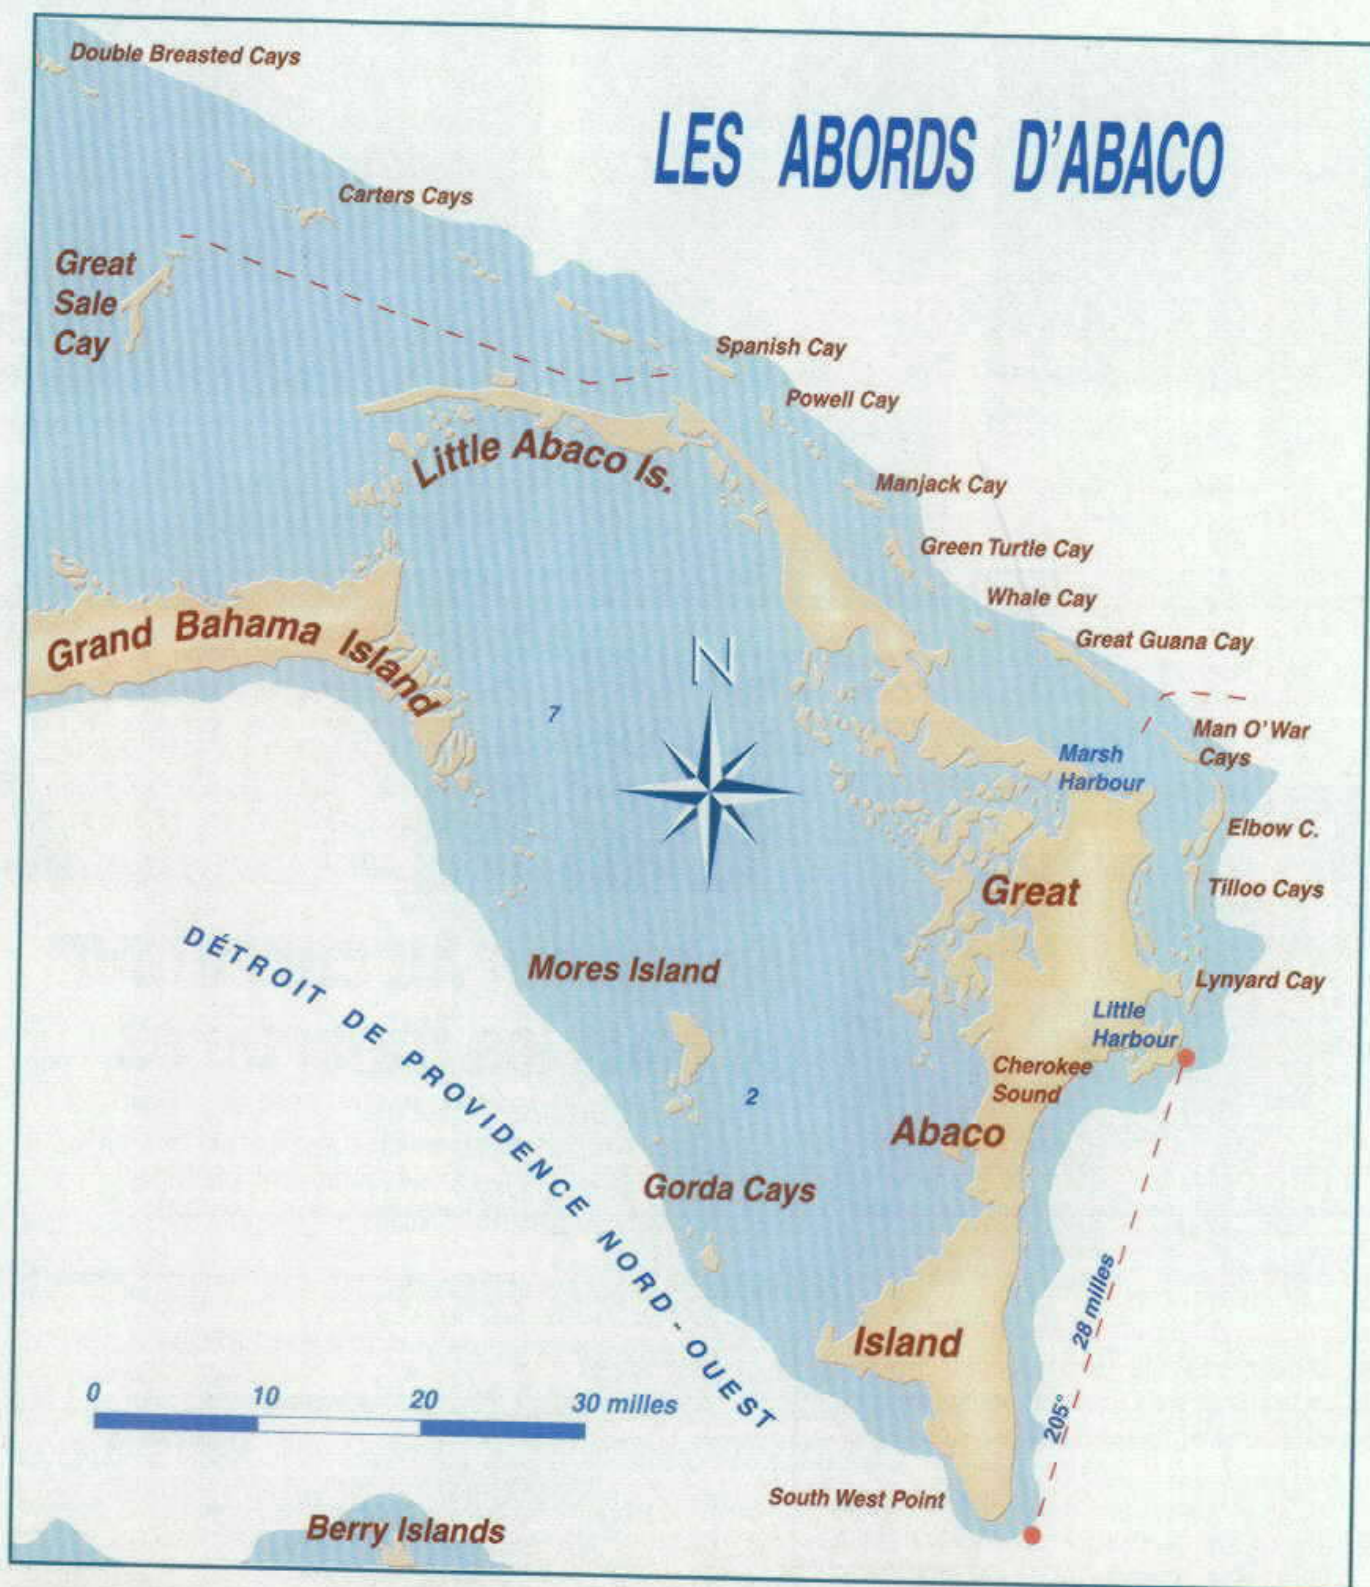 Double Breasted Cays
LES ABORDS D'ABACO
Carters Cays
Great
Sale
Cay
Spanish Cay
Powell Cay
Little Abaco Is.
Manjack Cay
Green Turtle Cay
Whale Cay
Grand Bahama Island
Great Guana Cay
N
7
Man O'War
Cays
Marsh
Harbour
Elbow C.
Great
Tilloo Cays
DÉTROIT DE PROVIDENCE NORD-OUEST
Mores Island
Lynyard Cay
Little
Harbour
Cherokee
Sound
2
Abaco
Gorda Cays
28 milles
Island
205°
0 10 20 30 milles
South West Point
Berry Islands